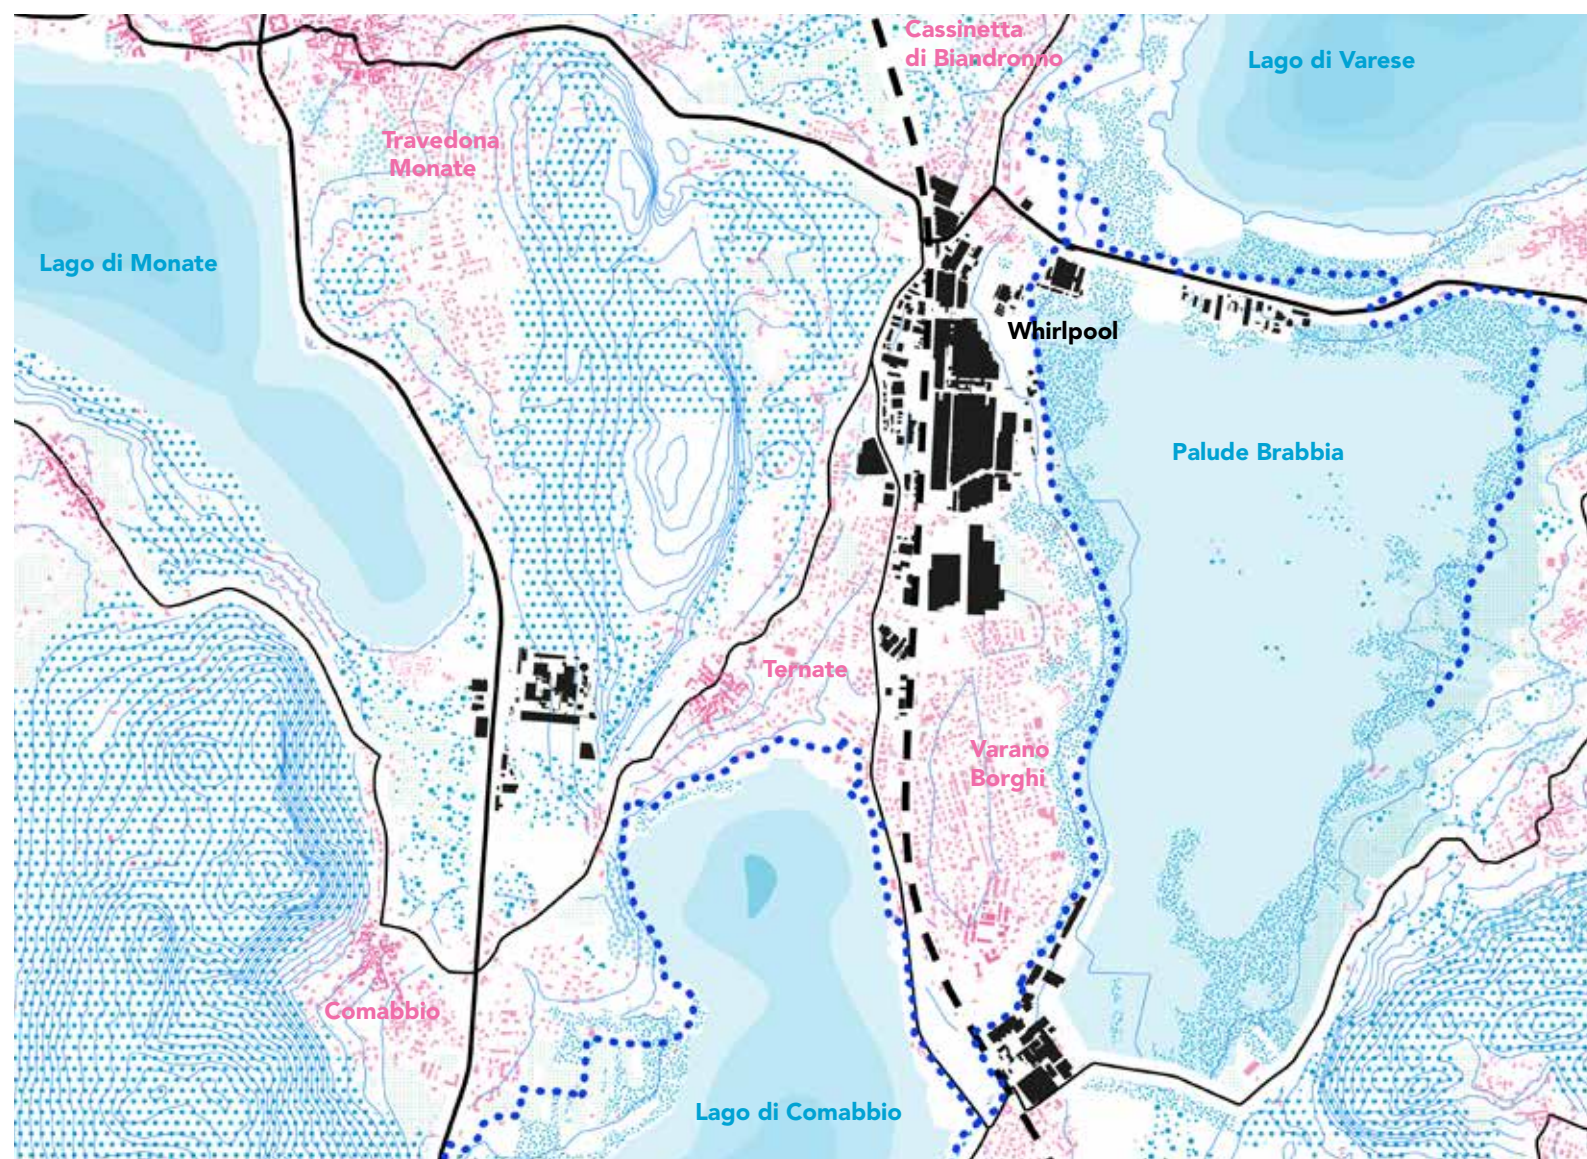 Cassinetta
di Biandronno
Lago di Varese
Travedona
Monate
Lago di Monate
Whirlpool
Palude Brabbia
Ternate
Varano
Borghi
Comabbio
Lago di Comabbio